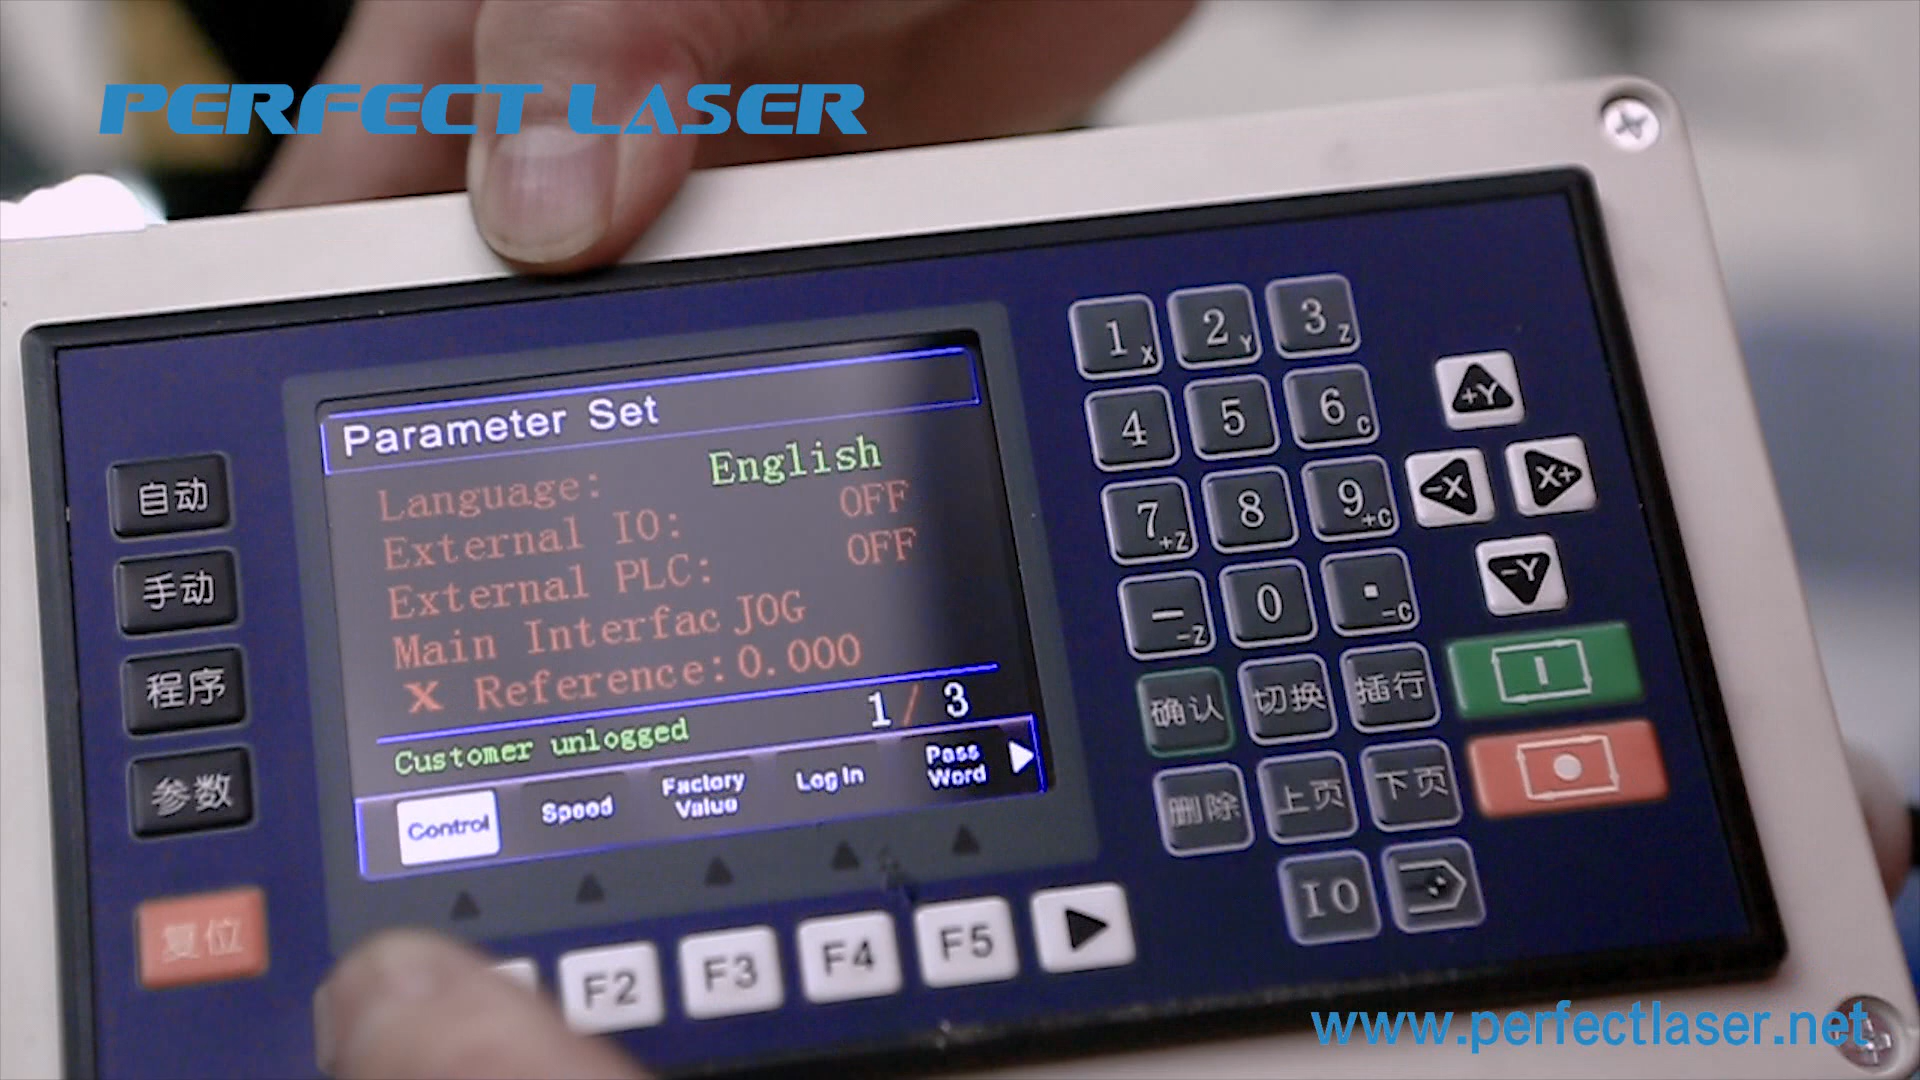 PERFECT LASER
Parameter Set
Language: English
External IO: OFF
External PLC: OFF
Main Interfac JOG
X Reference: 0.000
1 / 3
Customer unlogged
Control
Speed
Factory
Value
Log In
Pass
Word
自动
手动
程序
参数
复位
F2
F3
F4
F5
1 X
2 Y
3 Z
4
5
6 C
7 +Z
8
9 +C
— -Z
0
. -C
确认
切换
插行
删除
上页
下页
IO
+Y
-X
X+
-Y
www.perfectlaser.net